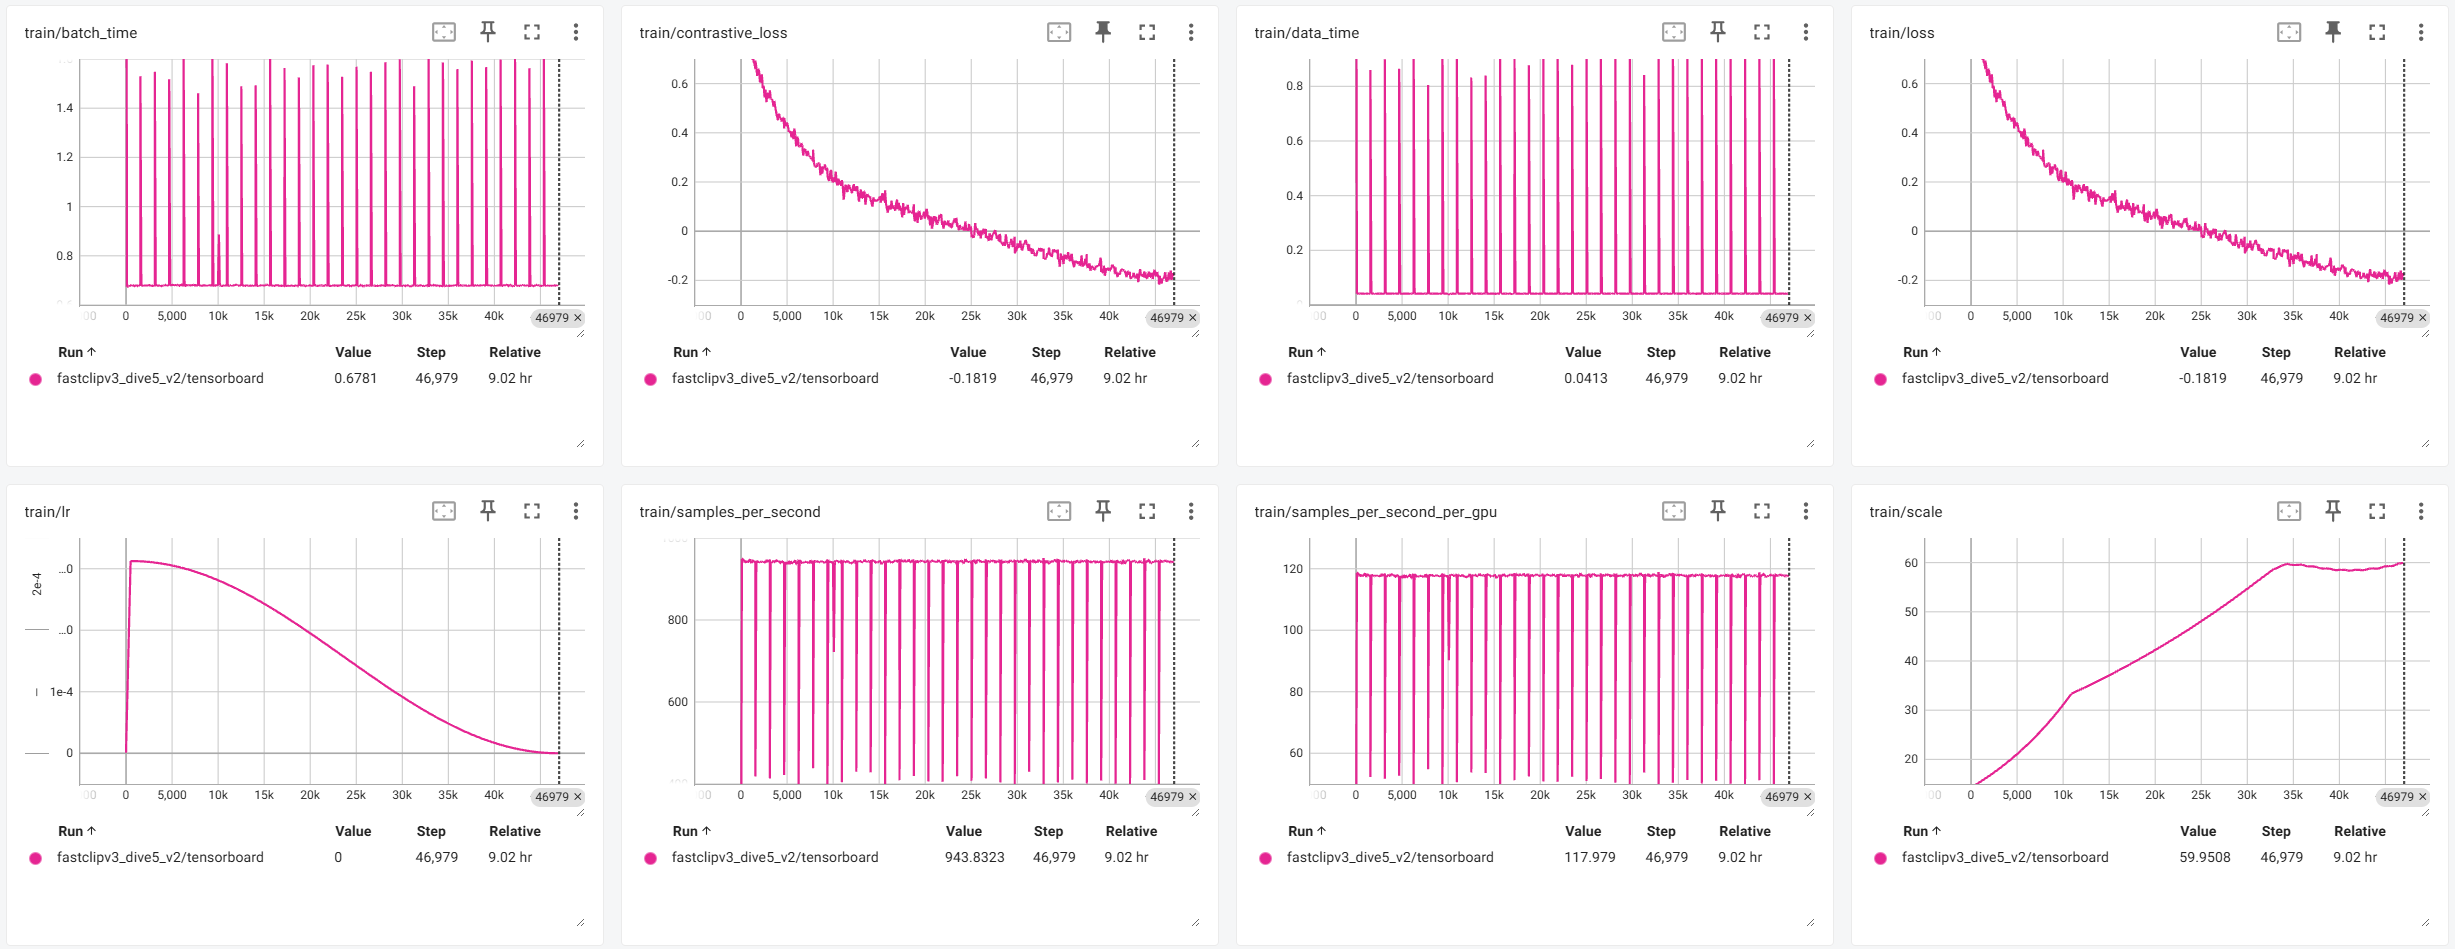 train/batch_time
1.4
1.2
1
0.8
0 5,000 10k 15k 20k 25k 30k 35k 40k 46979 ×
Run ↑ Value Step Relative
fastclipv3_dive5_v2/tensorboard 0.6781 46,979 9.02 hr
train/contrastive_loss
0.6
0.4
0.2
0
-0.2
0 5,000 10k 15k 20k 25k 30k 35k 40k 46979 ×
Run ↑ Value Step Relative
fastclipv3_dive5_v2/tensorboard -0.1819 46,979 9.02 hr
train/data_time
0.8
0.6
0.4
0.2
0
0 5,000 10k 15k 20k 25k 30k 35k 40k 46979 ×
Run ↑ Value Step Relative
fastclipv3_dive5_v2/tensorboard 0.0413 46,979 9.02 hr
train/loss
0.6
0.4
0.2
0
-0.2
0 5,000 10k 15k 20k 25k 30k 35k 40k 46979 ×
Run ↑ Value Step Relative
fastclipv3_dive5_v2/tensorboard -0.1819 46,979 9.02 hr
train/lr
2e-4
...0
...0
1e-4
0
0 5,000 10k 15k 20k 25k 30k 35k 40k 46979 ×
Run ↑ Value Step Relative
fastclipv3_dive5_v2/tensorboard 0 46,979 9.02 hr
train/samples_per_second
800
600
400
0 5,000 10k 15k 20k 25k 30k 35k 40k 46979 ×
Run ↑ Value Step Relative
fastclipv3_dive5_v2/tensorboard 943.8323 46,979 9.02 hr
train/samples_per_second_per_gpu
120
100
80
60
0 5,000 10k 15k 20k 25k 30k 35k 40k 46979 ×
Run ↑ Value Step Relative
fastclipv3_dive5_v2/tensorboard 117.979 46,979 9.02 hr
train/scale
60
50
40
30
20
0 5,000 10k 15k 20k 25k 30k 35k 40k 46979 ×
Run ↑ Value Step Relative
fastclipv3_dive5_v2/tensorboard 59.9508 46,979 9.02 hr